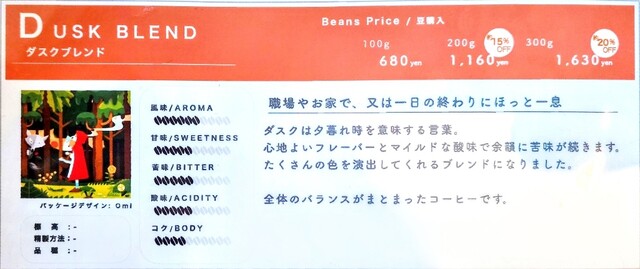 DUSK BLEND
ダスクブレンド
Beans Price / 豆購入
100g 200g 約15%OFF 300g 約20%OFF
680yen 1,160yen 1,630yen
風味/AROMA
甘味/SWEETNESS
苦味/BITTER
酸味/ACIDITY
コク/BODY
パッケージデザイン: Omi
標高:-
精製方法:-
品種:-
職場やお家で、又は一日の終わりにほっと一息
ダスクは夕暮れ時を意味する言葉。
心地よいフレーバーとマイルドな酸味で余韻に苦味が続きます。
たくさんの色を演出してくれるブレンドになりました。
全体のバランスがまとまったコーヒーです。